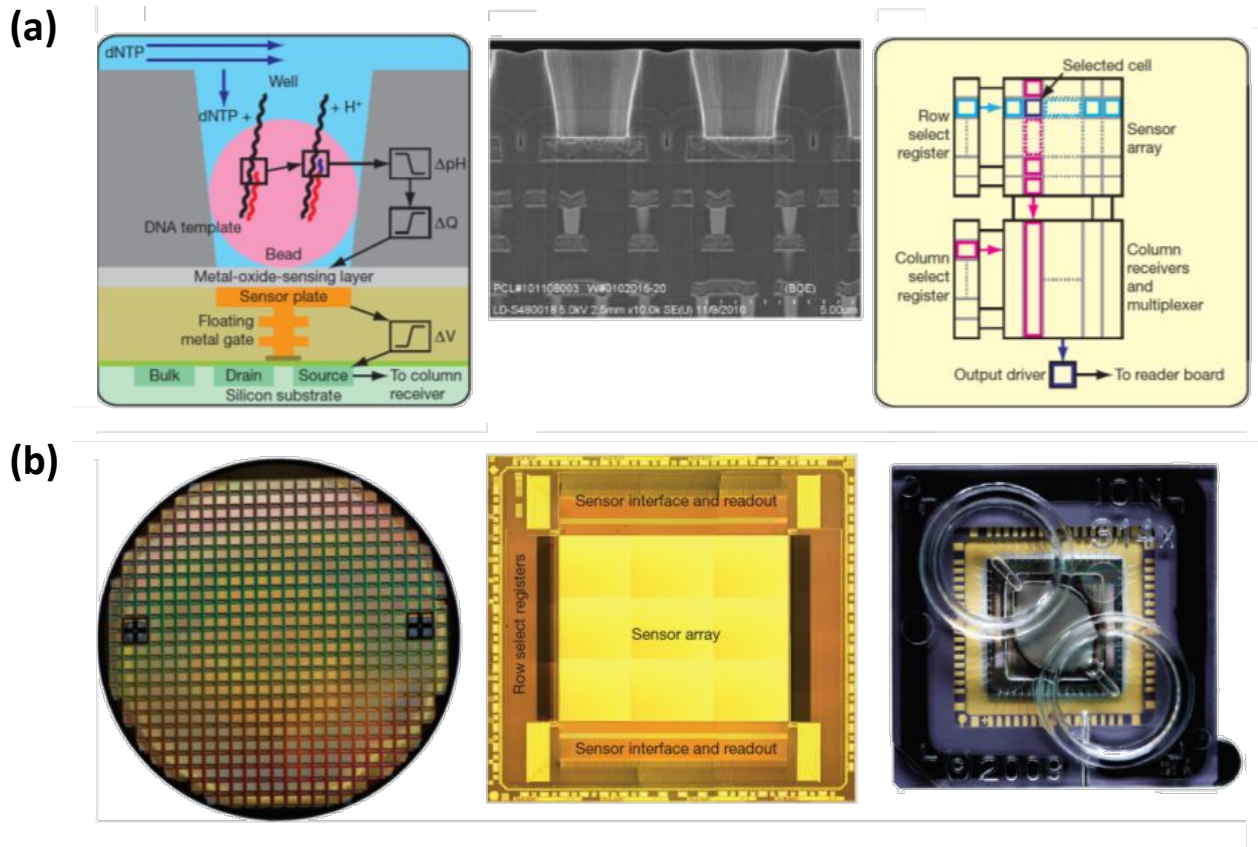 (a)
dNTP
Well
dNTP +
+ H+
ΔpH
ΔQ
DNA template
Bead
Metal-oxide-sensing layer
Sensor plate
Floating
metal gate
ΔV
Bulk
Drain
Source
To column
receiver
Silicon substrate
PCL#101108003 W#0102016-20 (BOE)
LD-S480018 5.0kV 2.5mm x10.0k SE(U) 11/9/2010 5.00um
Selected cell
Row
select
register
Sensor
array
Column
select
register
Column
receivers
and
multiplexer
Output driver
To reader board
(b)
Sensor interface and readout
Row select registers
Sensor array
Sensor interface and readout
ION
314X
© 2009